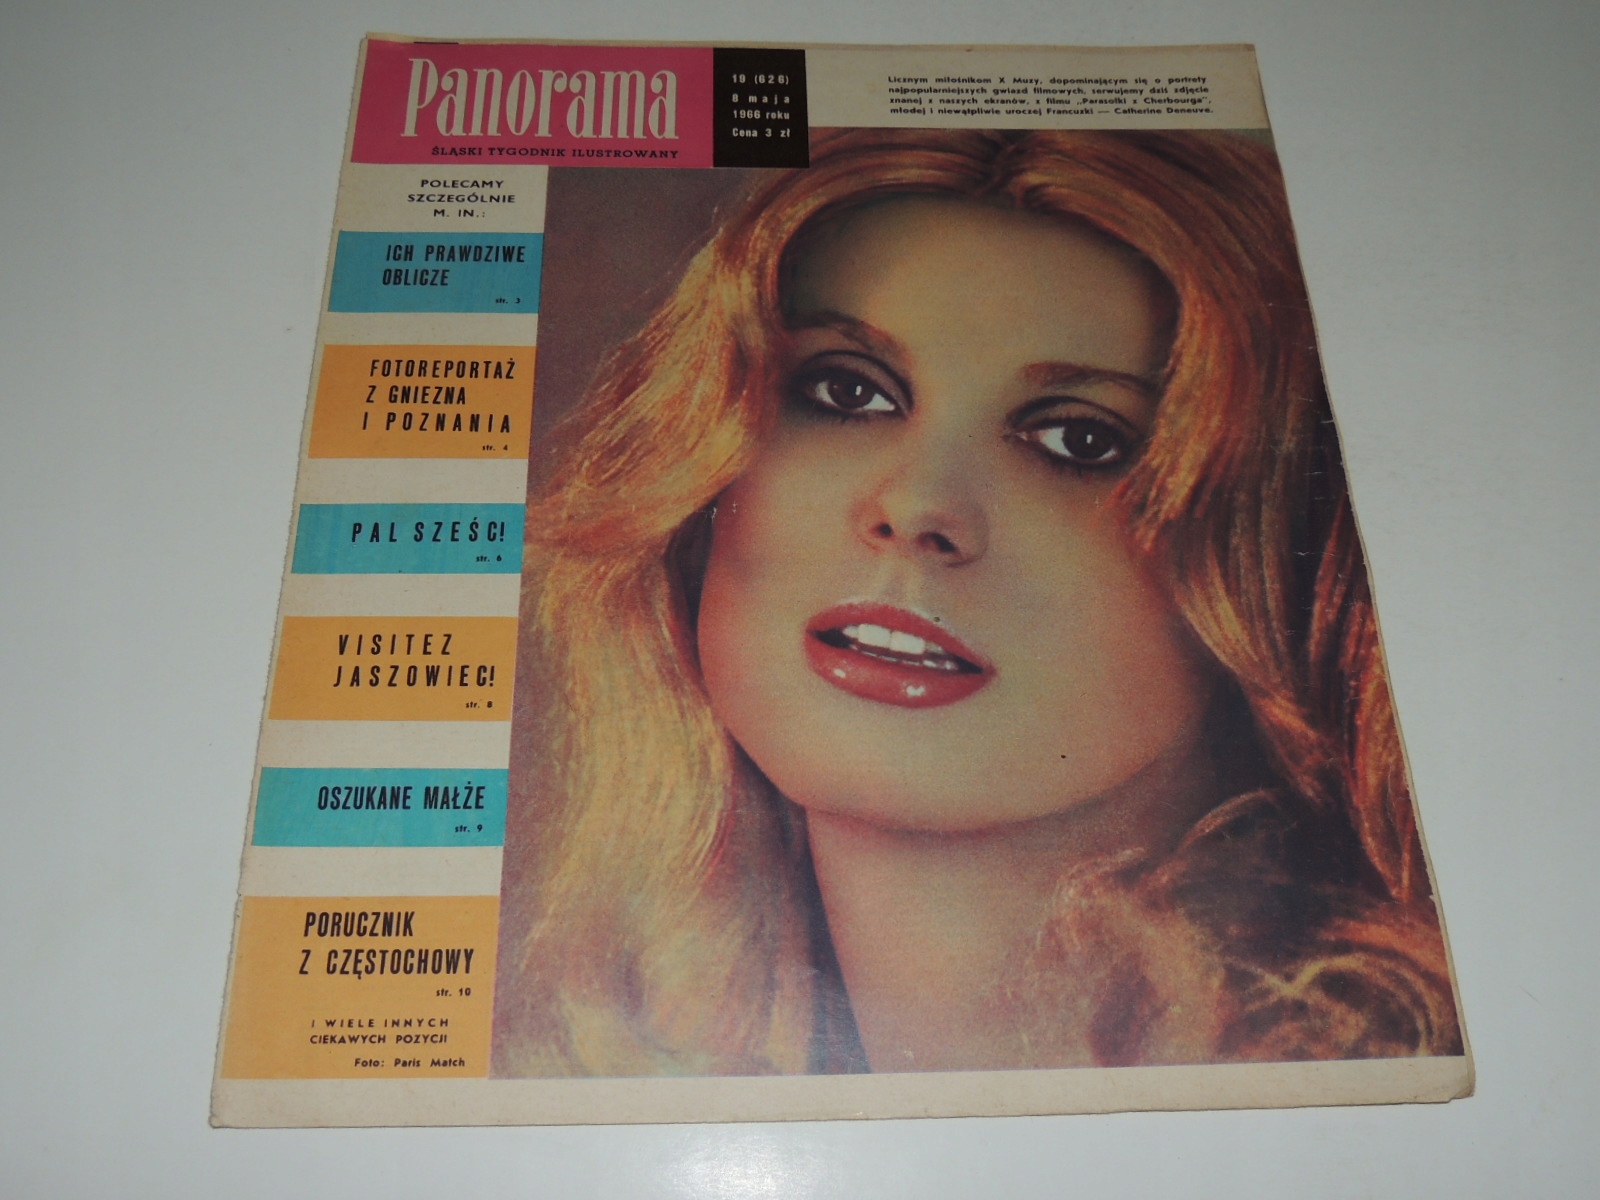 Panorama
ŚLĄSKI TYGODNIK ILUSTROWANY
19 (626)
8 maja
1966 roku
Cena 3 zł
Licznym miłośnikom X Muzy, dopominającym się o portrety
najpopularniejszych gwiazd filmowych, serwujemy dziś zdjęcie
znanej z naszych ekranów, z filmu „Parasolki z Cherbourga”,
młodej i niewątpliwie uroczej Francuzki — Catherine Deneuve.
POLECAMY
SZCZEGÓLNIE
M. IN.:
ICH PRAWDZIWE
OBLICZE
str. 3
FOTOREPORTAŻ
Z GNIEZNA
I POZNANIA
str. 4
PAL SZEŚĆ!
str. 6
VISITEZ
JASZOWIEC!
str. 8
OSZUKANE MAŁŻE
str. 9
PORUCZNIK
Z CZĘSTOCHOWY
str. 10
I WIELE INNYCH
CIEKAWYCH POZYCJI
Foto: Paris Match